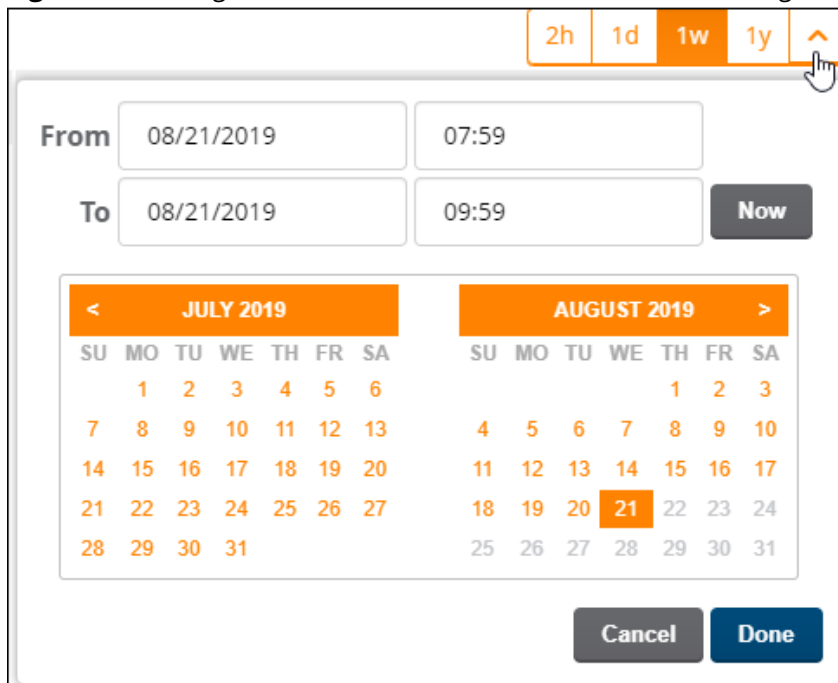 2h 1d 1w 1y
From 08/21/2019 07:59
To 08/21/2019 09:59 Now
< JULY 2019
SU MO TU WE TH FR SA
1 2 3 4 5 6
7 8 9 10 11 12 13
14 15 16 17 18 19 20
21 22 23 24 25 26 27
28 29 30 31
AUGUST 2019 >
SU MO TU WE TH FR SA
1 2 3
4 5 6 7 8 9 10
11 12 13 14 15 16 17
18 19 20 21 22 23 24
25 26 27 28 29 30 31
Cancel Done